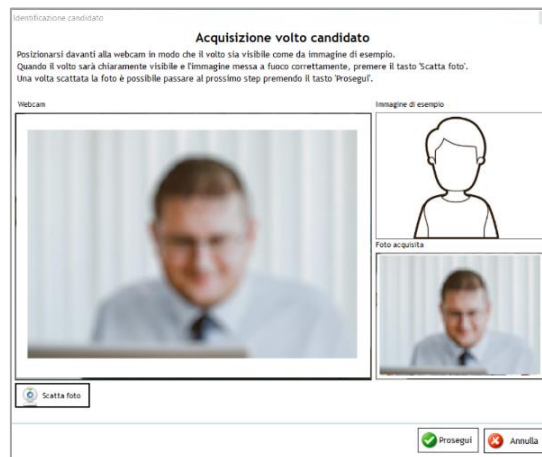 Identificazione candidato
Acquisizione volto candidato
Posizionarsi davanti alla webcam in modo che il volto sia visibile come da immagine di esempio.
Quando il volto sarà chiaramente visibile e l'immagine messa a fuoco correttamente, premere il tasto 'Scatta foto'.
Una volta scattata la foto è possibile passare al prossimo step premendo il tasto 'Prosegui'.
Webcam
Immagine di esempio
Foto acquisita
Scatta foto
Prosegui
Annulla